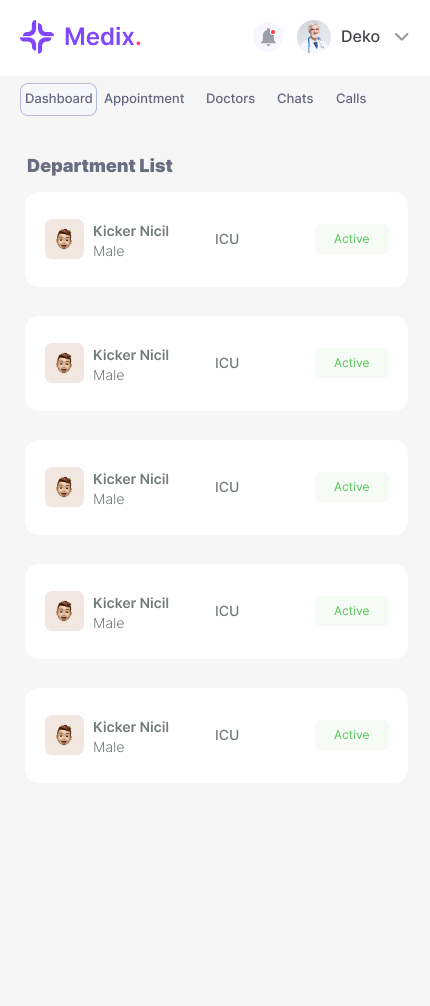 Medix.
Deko
Dashboard Appointment Doctors Chats Calls
Department List
Kicker Nicil
Male
ICU
Active
Kicker Nicil
Male
ICU
Active
Kicker Nicil
Male
ICU
Active
Kicker Nicil
Male
ICU
Active
Kicker Nicil
Male
ICU
Active